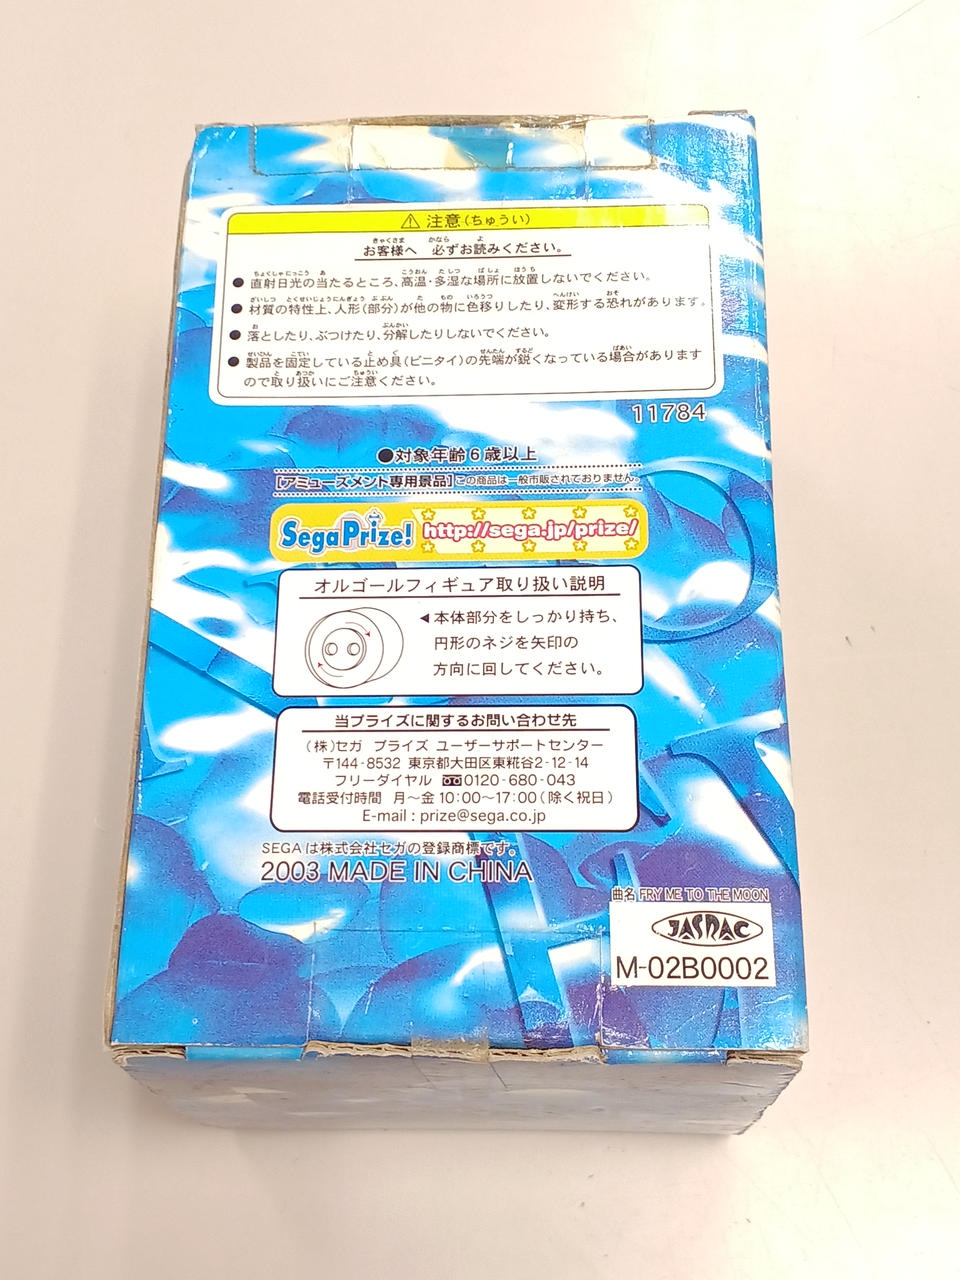 注意(ちゅうい)
お客様へ 必ずお読みください。
●直射日光の当たるところ、高温・多湿な場所に放置しないでください。
●材質の特性上、人形(部分)が他の物に色移りしたり、変形する恐れがあります。
●落としたり、ぶつけたり、分解したりしないでください。
●製品を固定している止め具(ビニタイ)の先端が鋭くなっている場合があります
ので取り扱いにご注意ください。
11784
●対象年齢6歳以上
[アミューズメント専用景品]この商品は一般市販されておりません。
Sega Prize! http://sega.jp/prize/
オルゴールフィギュア取り扱い説明
◀本体部分をしっかり持ち、
円形のネジを矢印の
方向に回してください。
当プライズに関するお問い合わせ先
(株)セガ プライズ ユーザーサポートセンター
〒144-8532 東京都大田区東糀谷2-12-14
フリーダイヤル 0120-680-043
電話受付時間 月~金 10:00~17:00(除く祝日)
E-mail : prize@sega.co.jp
SEGAは株式会社セガの登録商標です。
2003 MADE IN CHINA
曲名 FRY ME TO THE MOON
JASRAC
M-02B0002